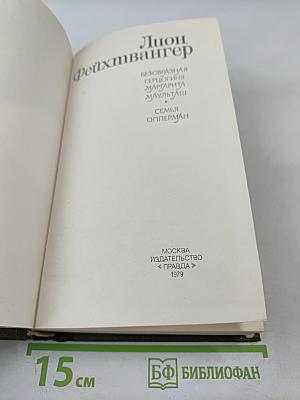 Лион
Фейхтвангер
БЕЗОБРАЗНАЯ
ГЕРЦОГИНЯ
МАРГАРИТА
МАУЛЬТАШ
СЕМЬЯ
ОППЕРМАН
МОСКВА
ИЗДАТЕЛЬСТВО
«ПРАВДА»
1979
15 см
БФ БИБЛИОФАН